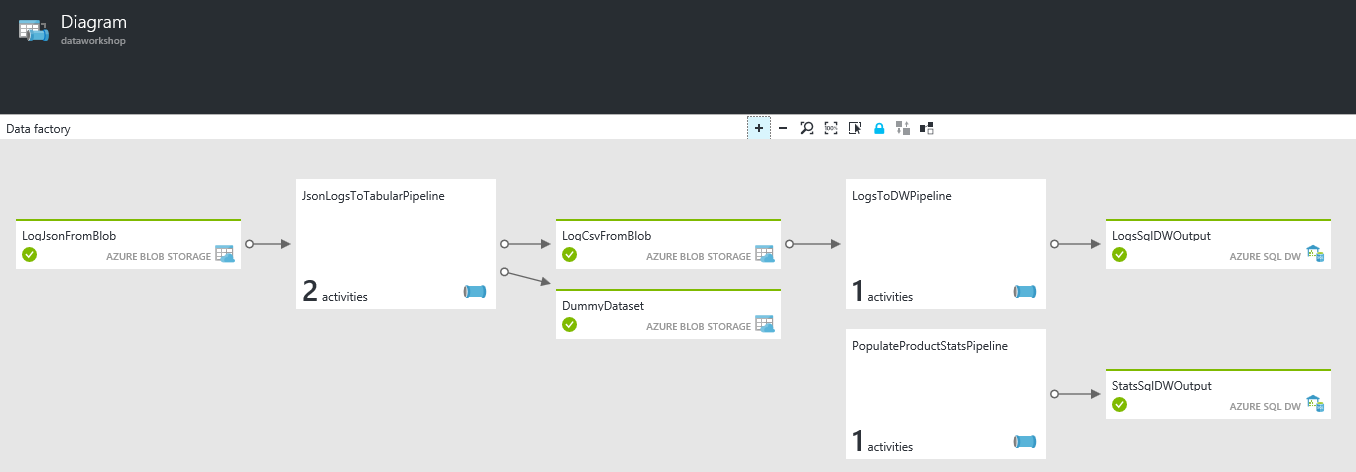 Diagram
dataworkshop
Data factory
100%
JsonLogsToTabularPipeline
2 activities
LogJsonFromBlob
AZURE BLOB STORAGE
LogCsvFromBlob
AZURE BLOB STORAGE
DummyDataset
AZURE BLOB STORAGE
LogsToDWPipeline
1 activities
LogsSqlDWOutput
AZURE SQL DW
PopulateProductStatsPipeline
1 activities
StatsSqlDWOutput
AZURE SQL DW